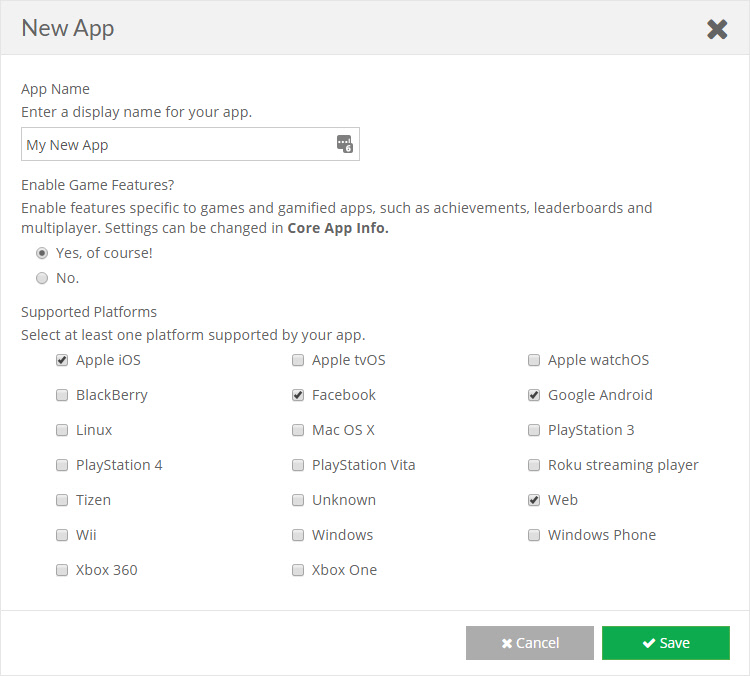 New App
App Name
Enter a display name for your app.
My New App
6
Enable Game Features?
Enable features specific to games and gamified apps, such as achievements, leaderboards and
multiplayer. Settings can be changed in Core App Info.
Yes, of course!
No.
Supported Platforms
Select at least one platform supported by your app.
Apple iOS Apple tvOS Apple watchOS
BlackBerry Facebook Google Android
Linux Mac OS X PlayStation 3
PlayStation 4 PlayStation Vita Roku streaming player
Tizen Unknown Web
Wii Windows Windows Phone
Xbox 360 Xbox One
Cancel Save